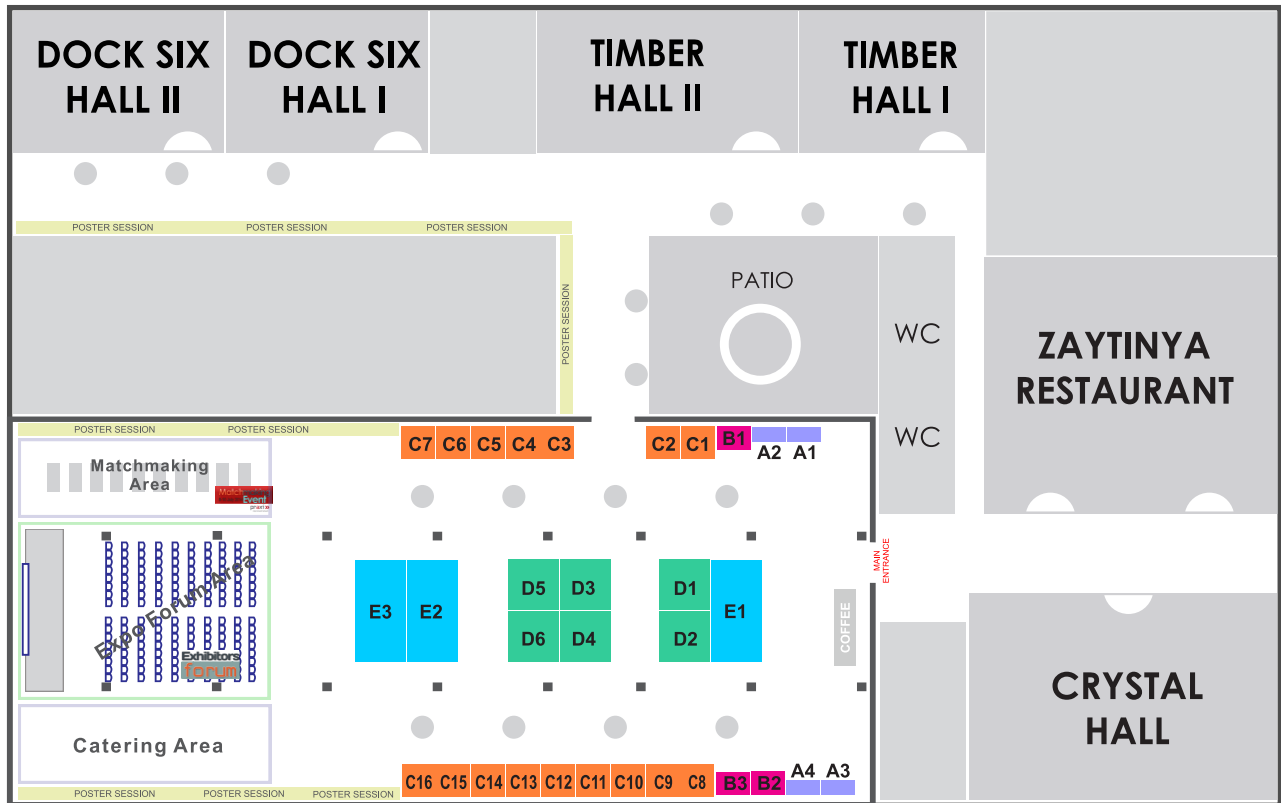 DOCK SIX
HALL II
DOCK SIX
HALL I
TIMBER
HALL II
TIMBER
HALL I
POSTER SESSION
POSTER SESSION
POSTER SESSION
POSTER SESSION
PATIO
WC
WC
ZAYTINYA
RESTAURANT
POSTER SESSION
POSTER SESSION
C7
C6
C5
C4
C3
C2
C1
B1
A2
A1
Matchmaking
Area
Match
Event
MAIN
ENTRANCE
Expo Forum Area
Exhibitors
forum
E3
E2
D5
D3
D6
D4
D1
D2
E1
COFFEE
CRYSTAL
HALL
Catering Area
C16
C15
C14
C13
C12
C11
C10
C9
C8
B3
B2
A4
A3
POSTER SESSION
POSTER SESSION
POSTER SESSION